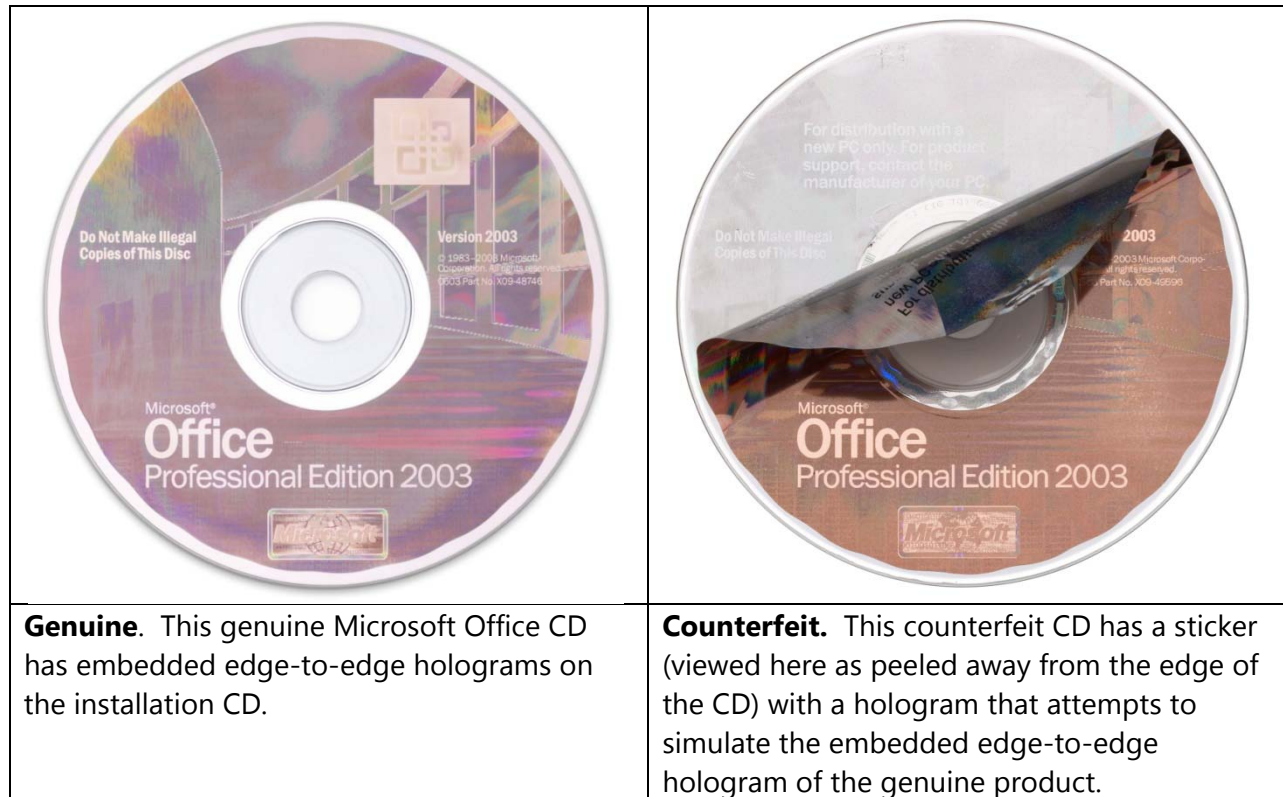 Do Not Make Illegal
Copies of This Disc
Version 2003
© 1983-2003 Microsoft
Corporation. All rights reserved.
0603 Part No. X09-48746
Microsoft®
Office
Professional Edition 2003
Microsoft
For distribution with a
new PC only. For product
support, contact the
manufacturer of your PC.
Do Not Make Illegal
Copies of This Disc
2003
2003 Microsoft Corpo-
all rights reserved.
Part No. X09-49596
For distribution
new PC
Microsoft®
Office
Professional Edition 2003
Microsoft
Genuine. This genuine Microsoft Office CD
has embedded edge-to-edge holograms on
the installation CD.
Counterfeit. This counterfeit CD has a sticker
(viewed here as peeled away from the edge of
the CD) with a hologram that attempts to
simulate the embedded edge-to-edge
hologram of the genuine product.